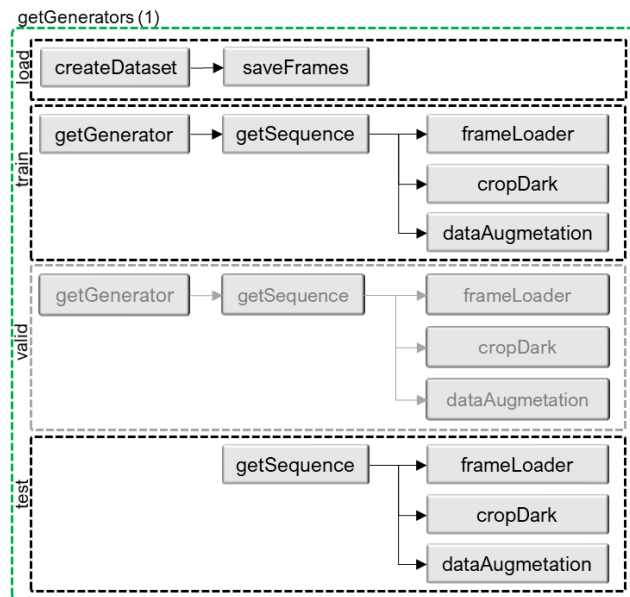 getGenerators (1)
load
createDataset
saveFrames
train
getGenerator
getSequence
frameLoader
cropDark
dataAugmetation
valid
getGenerator
getSequence
frameLoader
cropDark
dataAugmetation
test
getSequence
frameLoader
cropDark
dataAugmetation